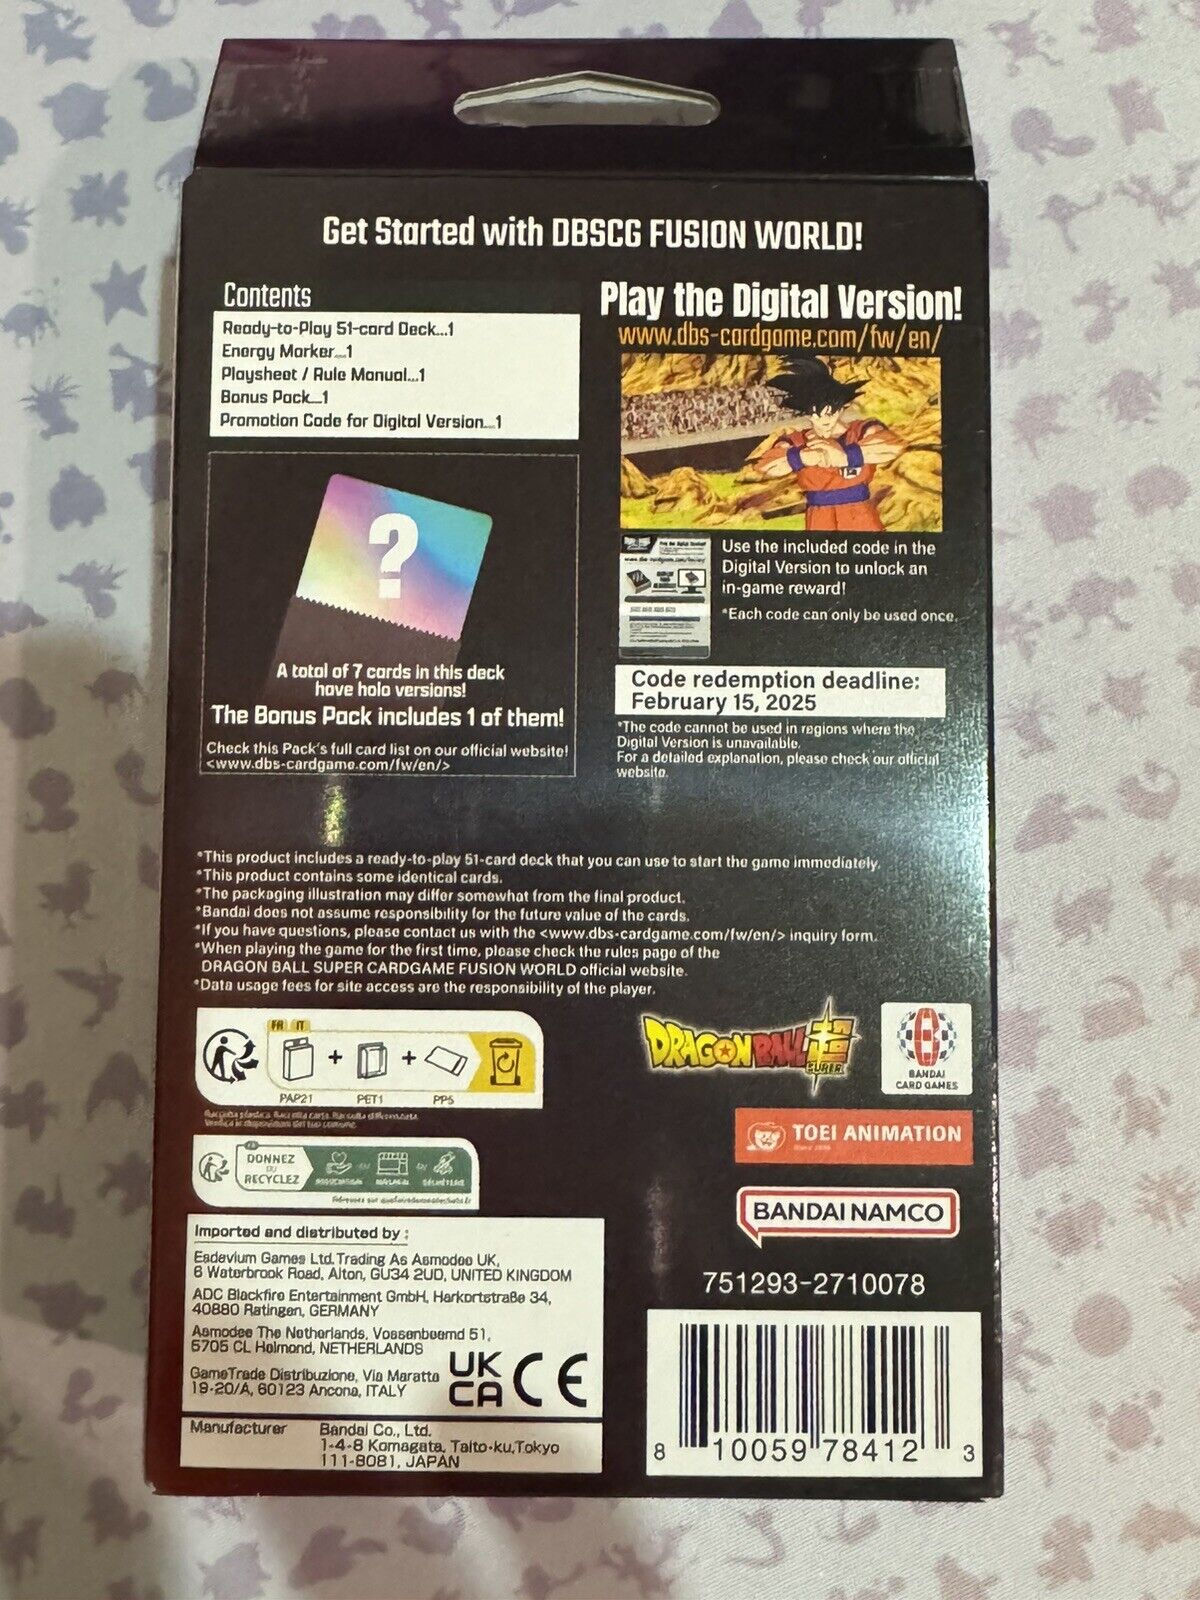 Get Started with DBSCG FUSION WORLD!
Contents
Ready-to-Play 51-card Deck...1
Energy Marker...1
Playsheet / Rule Manual...1
Bonus Pack...1
Promotion Code for Digital Version...1
?
A total of 7 cards in this deck
have holo versions!
The Bonus Pack includes 1 of them!
Check this Pack's full card list on our official website!
<www.dbs-cardgame.com/fw/en/>
Play the Digital Version!
www.dbs-cardgame.com/fw/en/
Use the included code in the
Digital Version to unlock an
in-game reward!
*Each code can only be used once.
Code redemption deadline:
February 15, 2025
*The code cannot be used in regions where the
Digital Version is unavailable.
For a detailed explanation, please check our official
website.
*This product includes a ready-to-play 51-card deck that you can use to start the game immediately.
*This product contains some identical cards.
*The packaging illustration may differ somewhat from the final product.
*Bandai does not assume responsibility for the future value of the cards.
*If you have questions, please contact us with the <www.dbs-cardgame.com/fw/en/> inquiry form.
*When playing the game for the first time, please check the rules page of the
DRAGON BALL SUPER CARDGAME FUSION WORLD official website.
*Data usage fees for site access are the responsibility of the player.
FR IT
+ +
PAP21 PET1 PP5
Raccolta plastica. Raccolta carta. Raccolta differenziata.
Verifica le disposizioni del tuo comune.
FR
DONNEZ
OU
RECYCLEZ
DRAGON BALL 超
SUPER
BANDAI
CARD GAMES
TOEI ANIMATION
BANDAI NAMCO
Imported and distributed by :
Esdevium Games Ltd. Trading As Asmodee UK,
6 Waterbrook Road, Alton, GU34 2UD, UNITED KINGDOM
ADC Blackfire Entertainment GmbH, Harkortstraße 34,
40880 Ratingen, GERMANY
Asmodee The Netherlands, Vossenbeemd 51,
5705 CL Helmond, NETHERLANDS
GameTrade Distribuzione, Via Maratta
19-20/A, 60123 Ancona, ITALY
UK
CA CE
Manufacturer Bandai Co., Ltd.
1-4-8 Komagata, Taito-ku, Tokyo
111-8081, JAPAN
751293-2710078
8 10059 78412 3